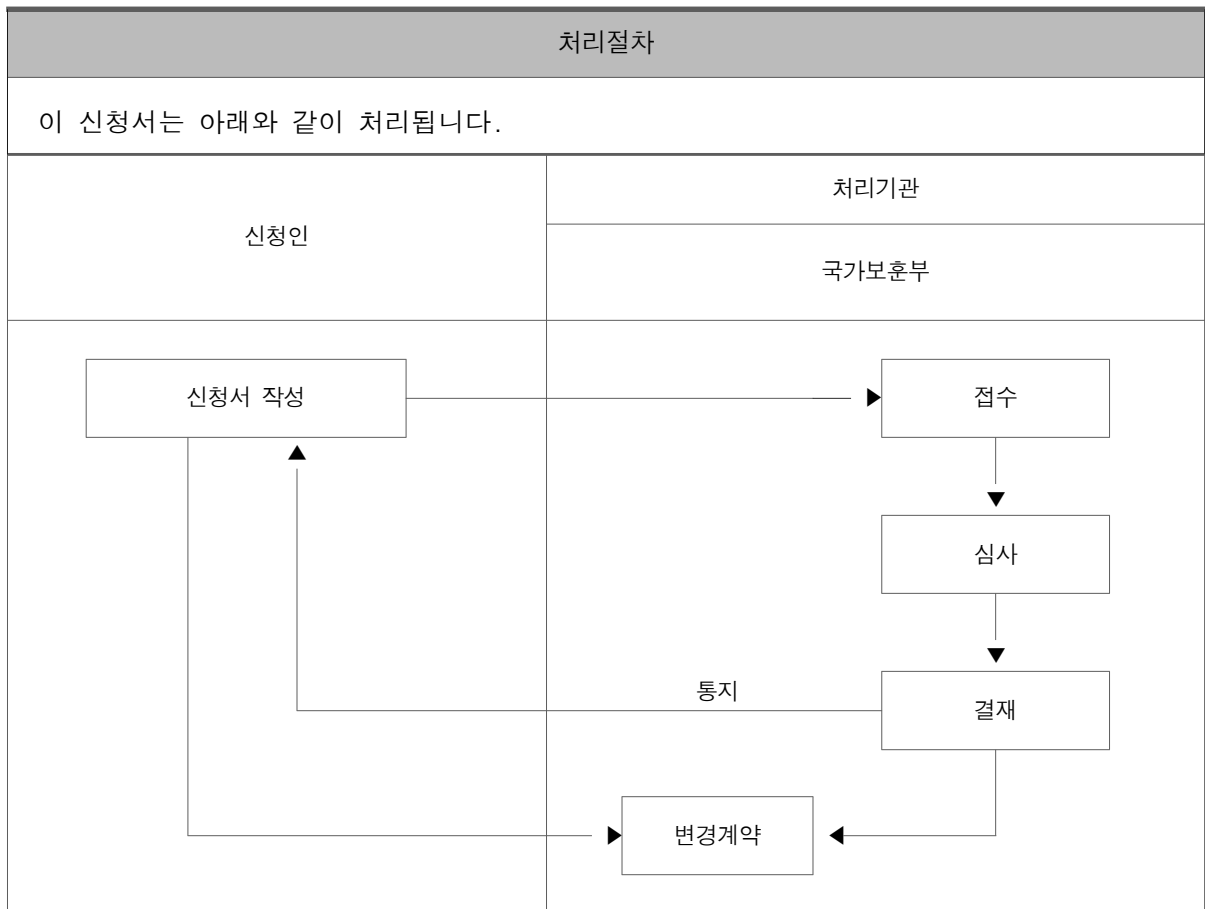 처리절차
이 신청서는 아래와 같이 처리됩니다.
신청인
처리기관
국가보훈부
신청서 작성
접수
심사
통지
결재
변경계약